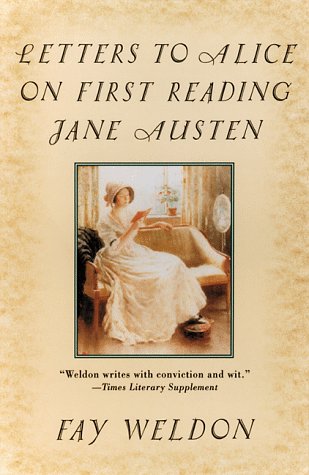 LETTERS TO ALICE
ON FIRST READING
JANE AUSTEN
“Weldon writes with conviction and wit.”
—Times Literary Supplement
FAY WELDON